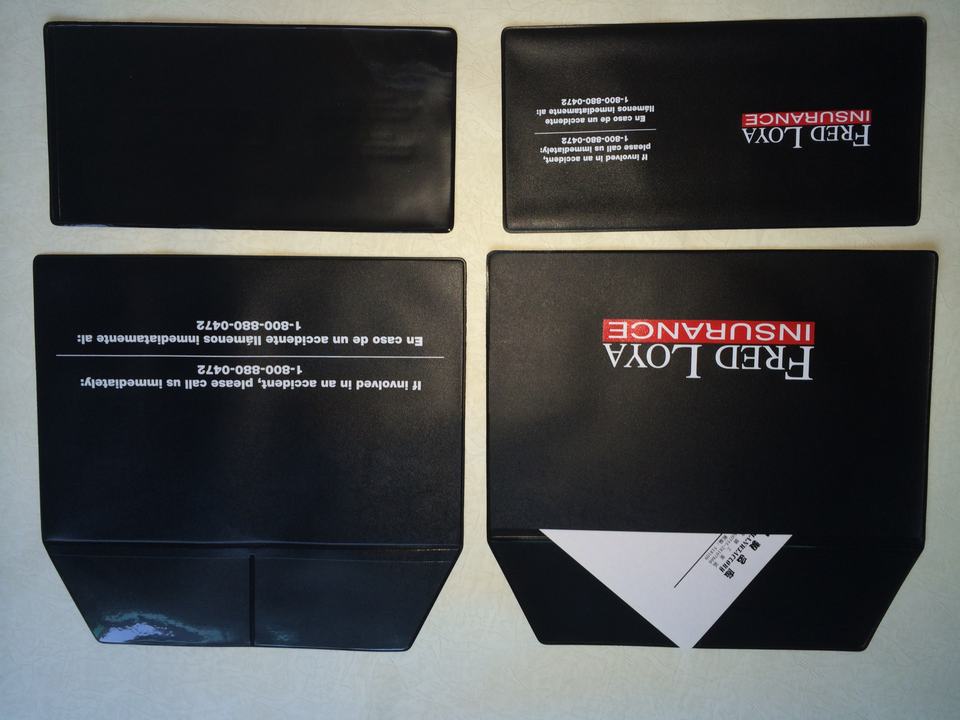 FRED LOYA
INSURANCE
If involved in an accident,
please call us immediately:
1-800-880-0472
En caso de un accidente
llámenos inmediatamente al:
1-800-880-0472
If involved in an accident, please call us immediately:
1-800-880-0472
En caso de un accidente llámenos inmediatamente al:
1-800-880-0472
FRED LOYA
INSURANCE